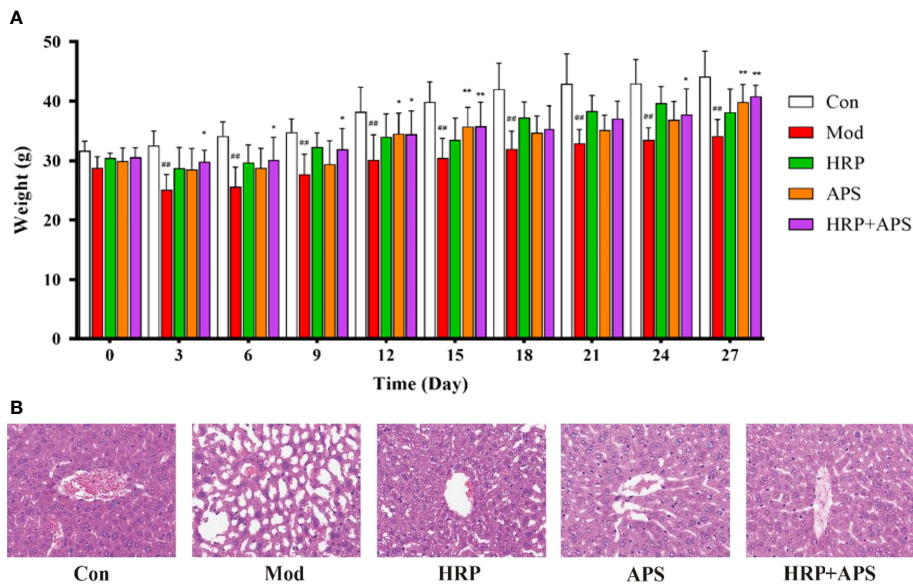 A
Weight (g)
50
40
30
20
10
0
## * ## * ## * ## * * ## ** ** ## ## ## * ## ** **
0 3 6 9 12 15 18 21 24 27
Time (Day)
Con
Mod
HRP
APS
HRP+APS
B
Con Mod HRP APS HRP+APS